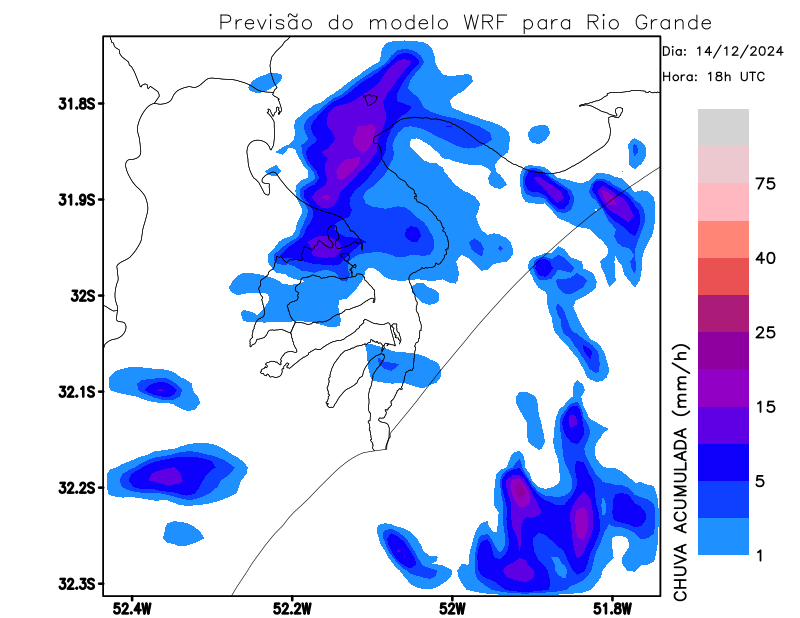 Previsão do modelo WRF para Rio Grande
Dia: 14/12/2024
Hora: 18h UTC
31.8S
31.9S
32S
32.1S
32.2S
32.3S
52.4W
52.2W
52W
51.8W
75
40
25
15
5
1
CHUVA ACUMULADA (mm/h)